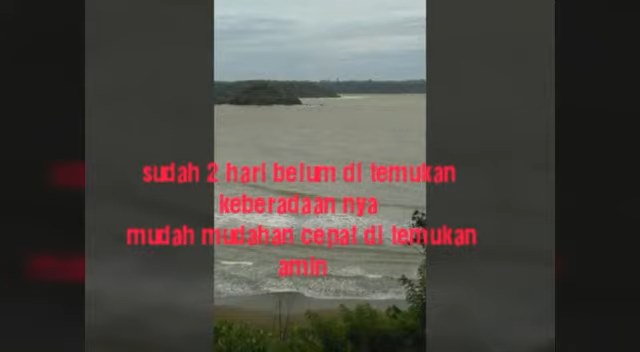 sudah 2 hari belum di temukan
keberadaan nya
mudah mudahan cepat di temukan
amin